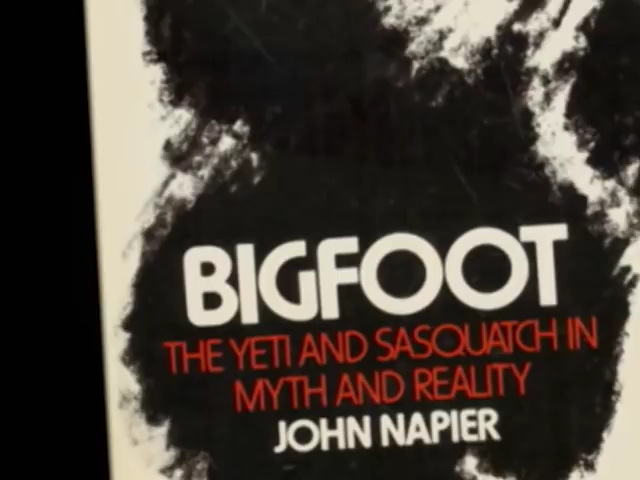 BIGFOOT
THE YETI AND SASQUATCH IN
MYTH AND REALITY
JOHN NAPIER